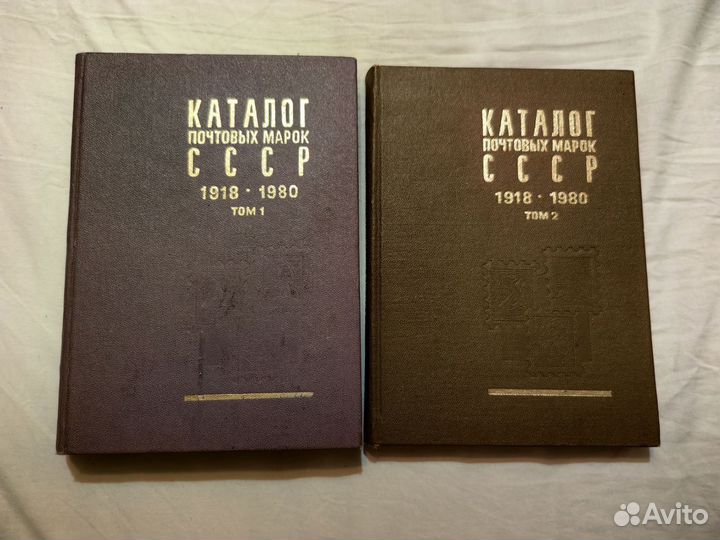 КАТАЛОГ
ПОЧТОВЫХ МАРОК
СССР
1918 · 1980
ТОМ 1
КАТАЛОГ
ПОЧТОВЫХ МАРОК
СССР
1918 · 1980
ТОМ 2
Avito